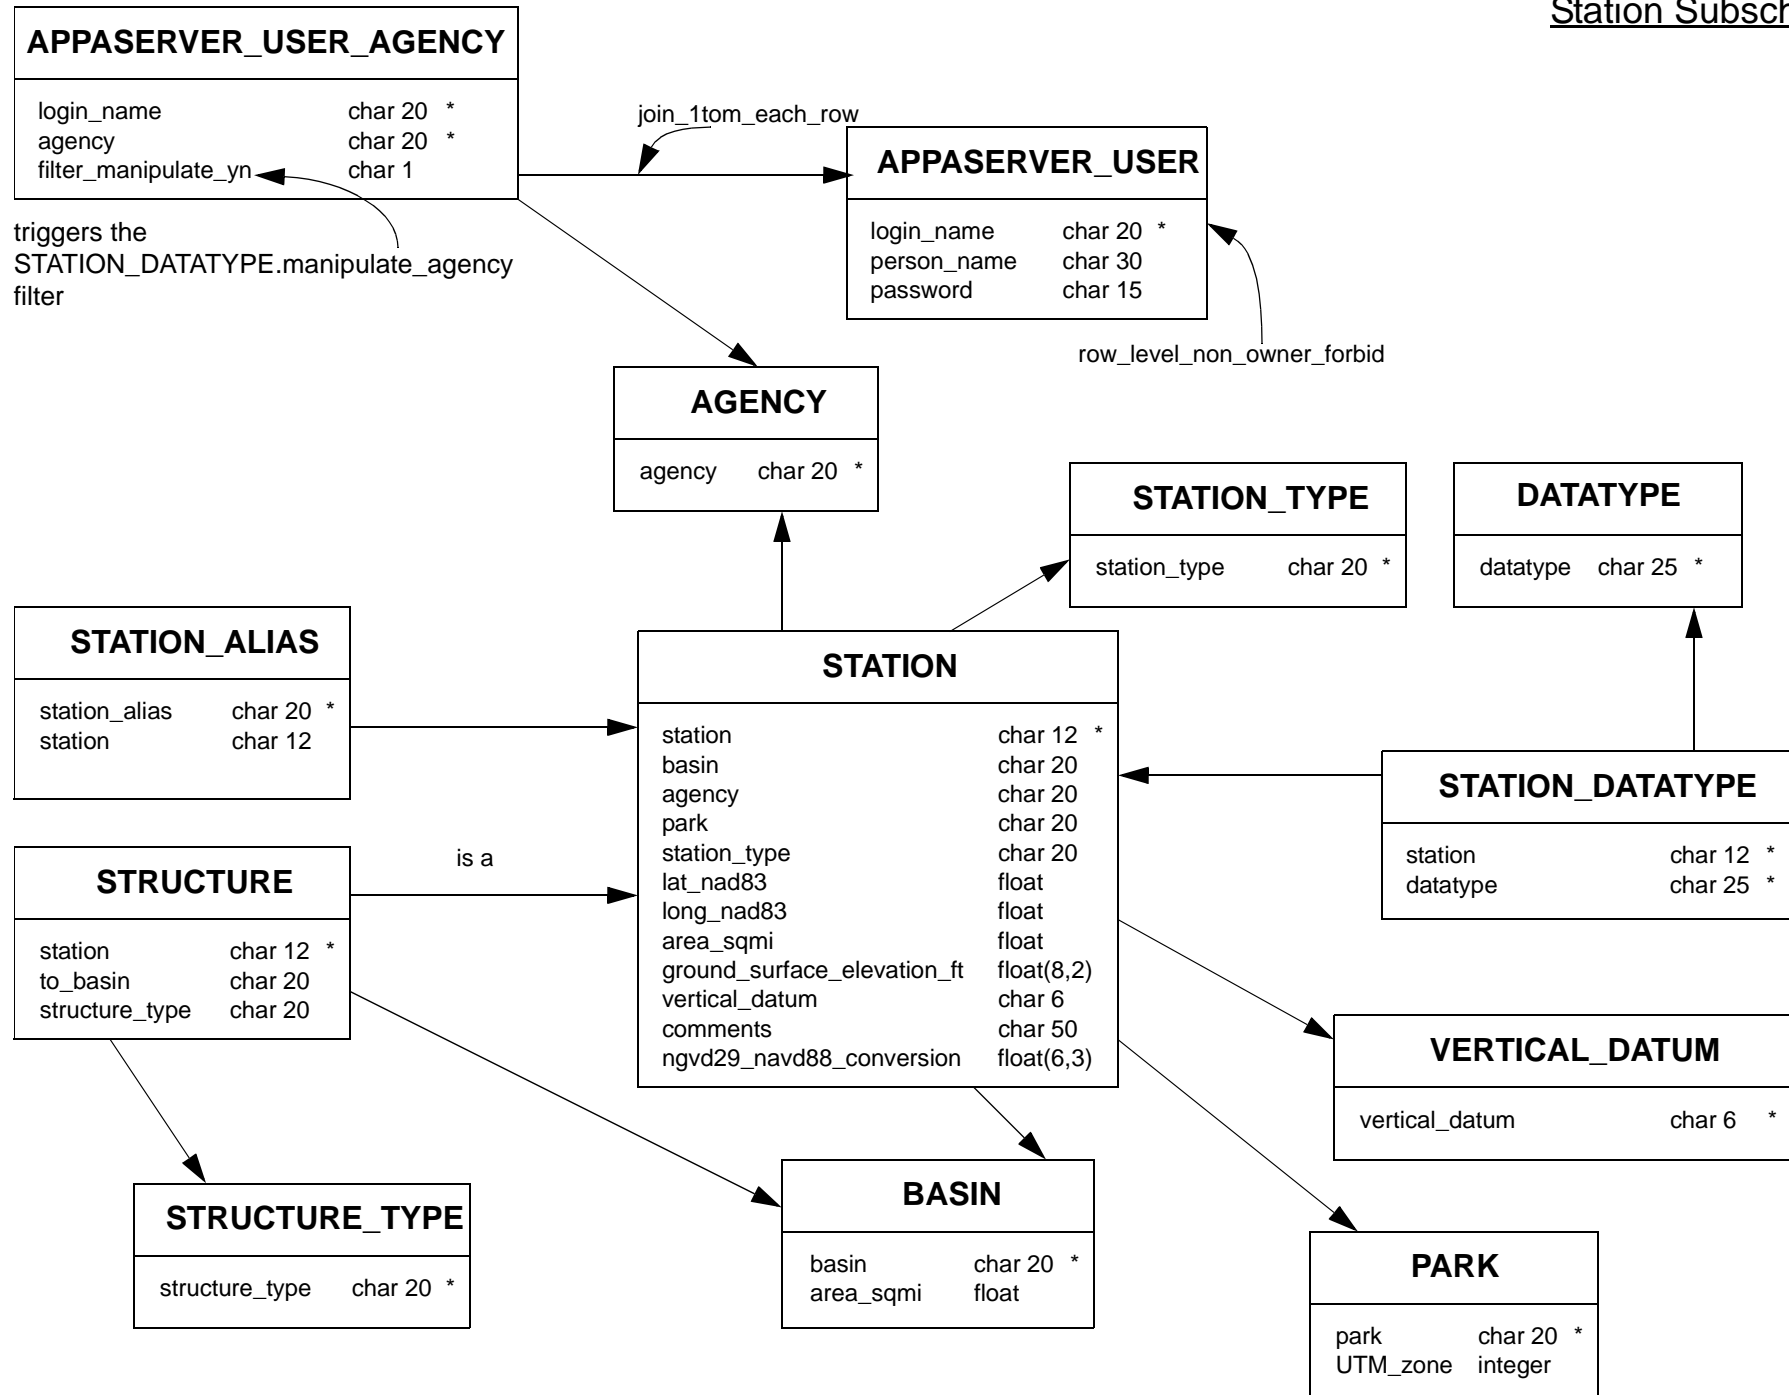 Station Subsch
APPASERVER_USER_AGENCY
login_name char 20 *
agency char 20 *
filter_manipulate_yn char 1
triggers the
STATION_DATATYPE.manipulate_agency
filter
join_1tom_each_row
APPASERVER_USER
login_name char 20 *
person_name char 30
password char 15
row_level_non_owner_forbid
AGENCY
agency char 20 *
STATION_TYPE
station_type char 20 *
DATATYPE
datatype char 25 *
STATION_ALIAS
station_alias char 20 *
station char 12
STATION
station char 12 *
basin char 20
agency char 20
park char 20
station_type char 20
lat_nad83 float
long_nad83 float
area_sqmi float
ground_surface_elevation_ft float(8,2)
vertical_datum char 6
comments char 50
ngvd29_navd88_conversion float(6,3)
STATION_DATATYPE
station char 12 *
datatype char 25 *
is a
STRUCTURE
station char 12 *
to_basin char 20
structure_type char 20
VERTICAL_DATUM
vertical_datum char 6 *
STRUCTURE_TYPE
structure_type char 20 *
BASIN
basin char 20 *
area_sqmi float
PARK
park char 20 *
UTM_zone integer